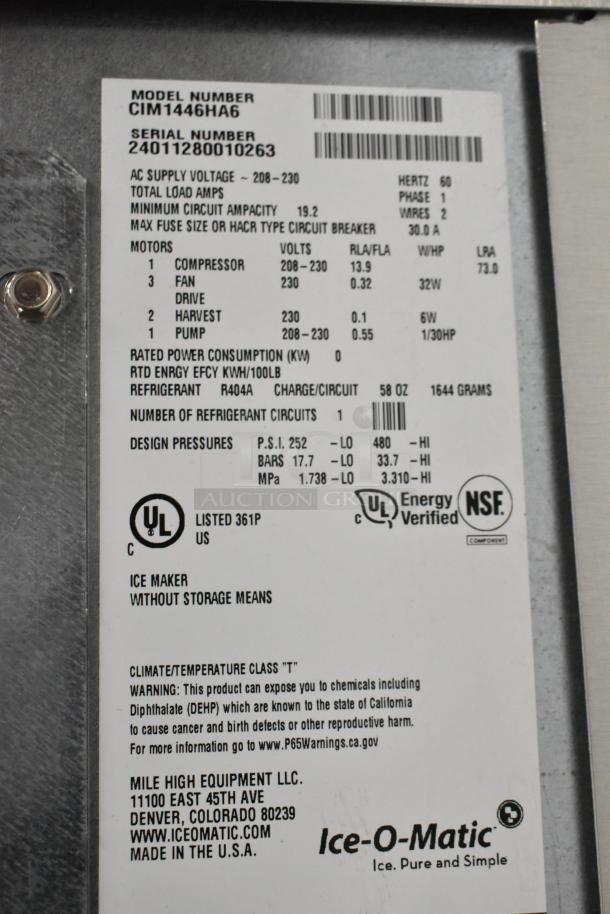 MODEL NUMBER
CIM1446HA6
SERIAL NUMBER
24011280010263
AC SUPPLY VOLTAGE ~ 208-230 HERTZ 60
TOTAL LOAD AMPS PHASE 1
MINIMUM CIRCUIT AMPACITY 19.2 WIRES 2
MAX FUSE SIZE OR HACR TYPE CIRCUIT BREAKER 30.0 A
MOTORS VOLTS RLA/FLA W/HP LRA
1 COMPRESSOR 208-230 13.9 73.0
3 FAN 230 0.32 32W
DRIVE
2 HARVEST 230 0.1 6W
1 PUMP 208-230 0.55 1/30HP
RATED POWER CONSUMPTION (KW) 0
RTD ENRGY EFCY KWH/100LB
REFRIGERANT R404A CHARGE/CIRCUIT 58 OZ 1644 GRAMS
NUMBER OF REFRIGERANT CIRCUITS 1
DESIGN PRESSURES P.S.I. 252 -LO 480 -HI
BARS 17.7 -LO 33.7 -HI
MPa 1.738-LO 3.310-HI
AUCTION GR
C UL LISTED 361P
US
C UL Energy
Verified
NSF.
COMPONENT
ICE MAKER
WITHOUT STORAGE MEANS
CLIMATE/TEMPERATURE CLASS "T"
WARNING: This product can expose you to chemicals including
Diphthalate (DEHP) which are known to the state of California
to cause cancer and birth defects or other reproductive harm.
For more information go to www.P65Warnings.ca.gov
MILE HIGH EQUIPMENT LLC.
11100 EAST 45TH AVE
DENVER, COLORADO 80239
WWW.ICEOMATIC.COM
MADE IN THE U.S.A.
Ice-O-Matic
Ice. Pure and Simple